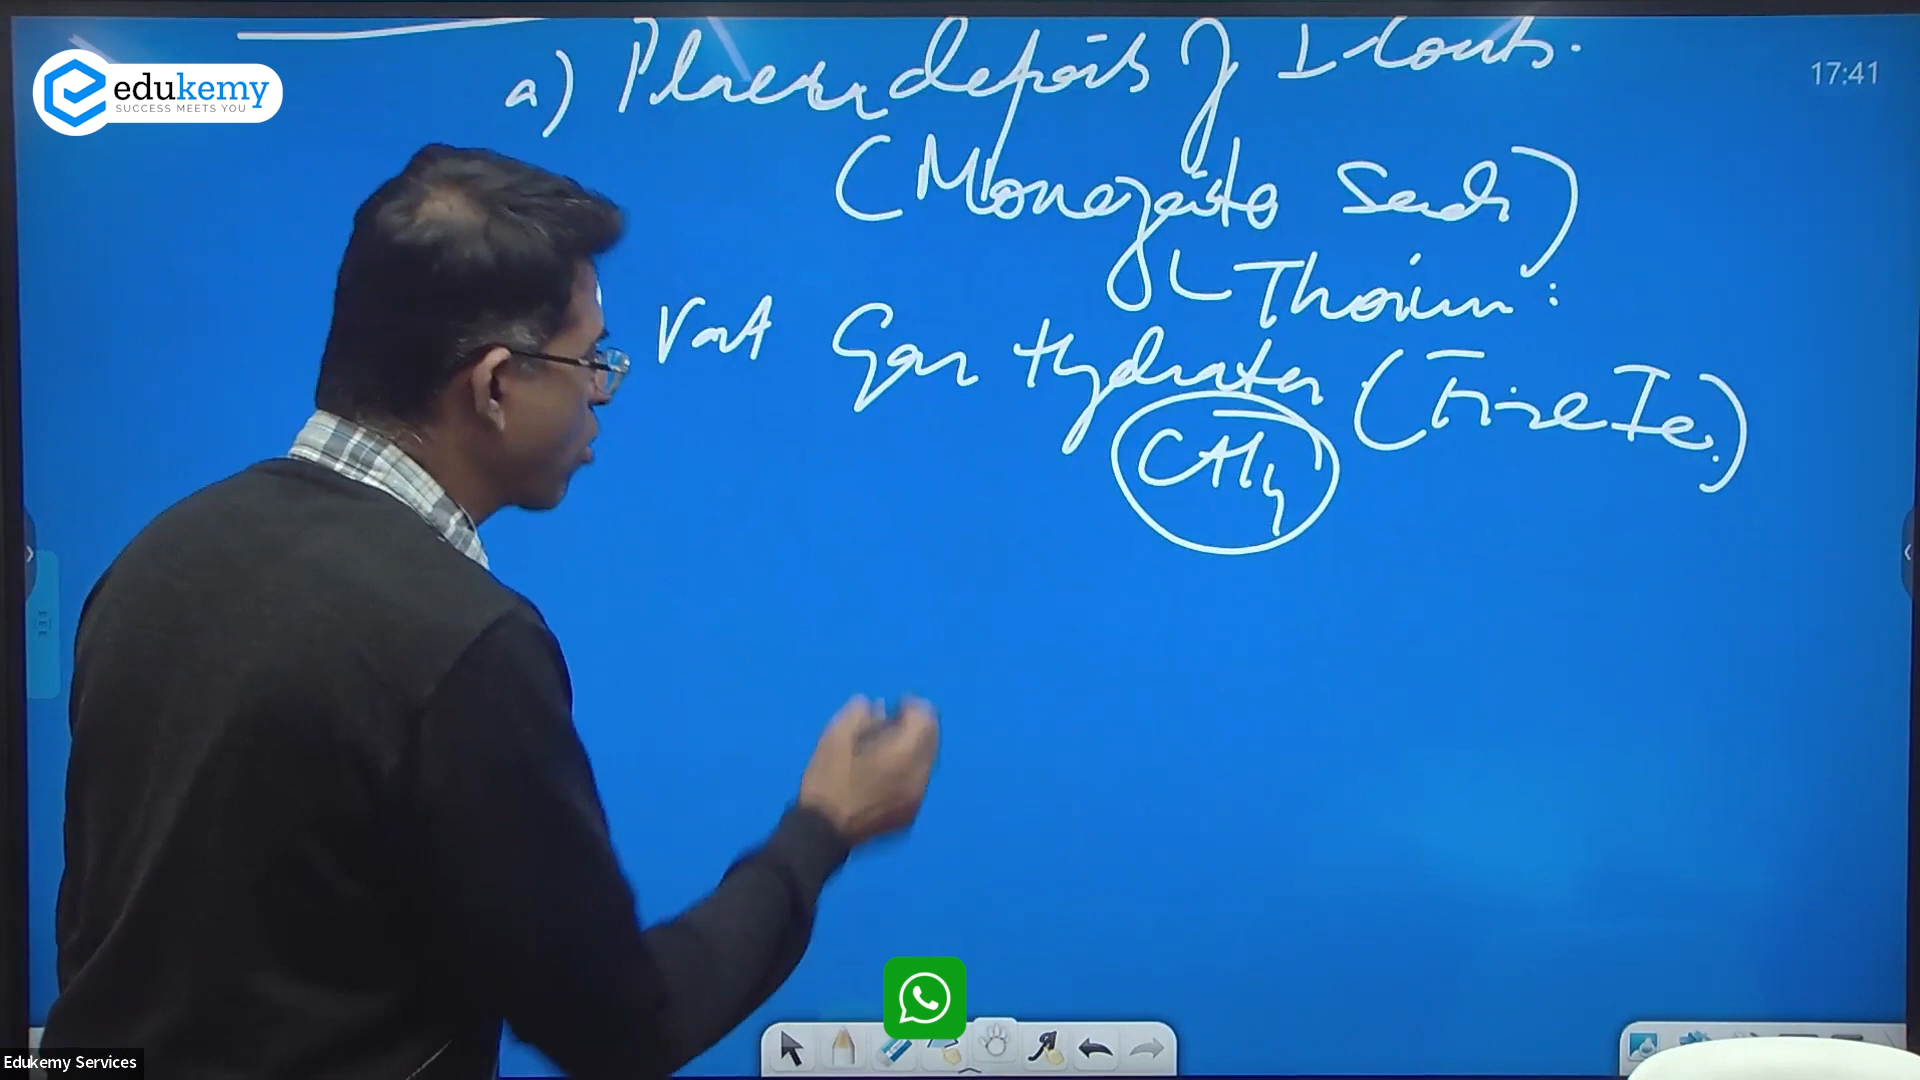 edukemy
SUCCESS MEETS YOU
17:41
a) Placer deposits of I-Coasts.
(Monazite Sands)
Thorium:
Vast Gas Hydrates (Fire Ice)
CH4
Edukemy Services